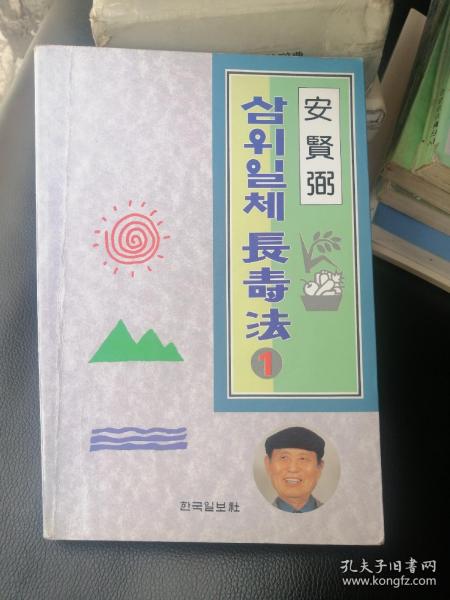 安賢弼
삼위일체 長壽法
1
한국일보社
孔夫子旧书网
www.kongfz.com